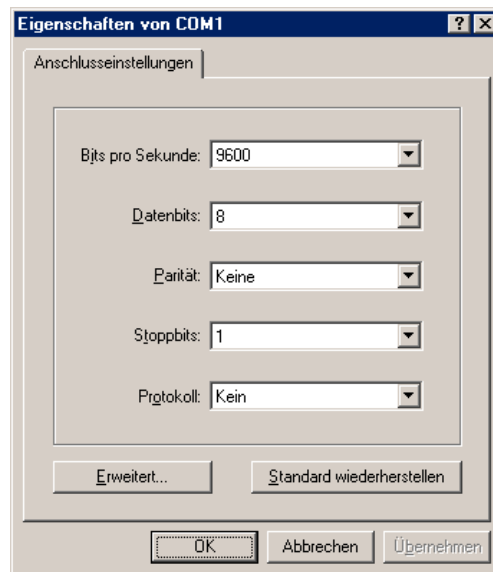 Eigenschaften von COM1
Anschlusseinstellungen
Bits pro Sekunde: 9600
Datenbits: 8
Parität: Keine
Stoppbits: 1
Protokoll: Kein
Erweitert... Standard wiederherstellen
OK Abbrechen Übernehmen